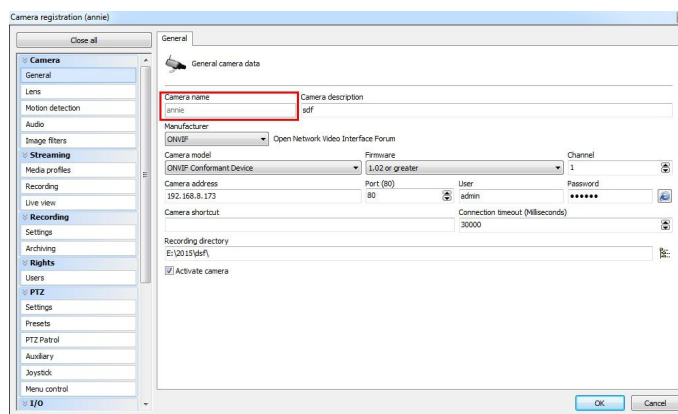 Camera registration (annie)
Close all
Camera
General
Lens
Motion detection
Audio
Image filters
Streaming
Media profiles
Recording
Live view
Recording
Settings
Archiving
Rights
Users
PTZ
Settings
Presets
PTZ Patrol
Auxiliary
Joystick
Menu control
I/O
General
General camera data
Camera name Camera description
annie sdf
Manufacturer
ONVIF Open Network Video Interface Forum
Camera model Firmware Channel
ONVIF Conformant Device 1.02 or greater 1
Camera address Port (80) User Password
192.168.8.173 80 admin ••••••
Camera shortcut Connection timeout (Milliseconds)
30000
Recording directory
E:\2015\dsf\
Activate camera
OK Cancel